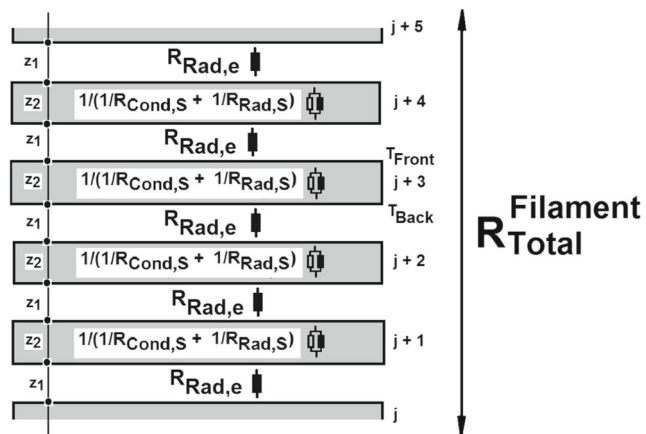 j + 5
z1 RRad,e
z2 1/(1/RCond,S + 1/RRad,S) j + 4
z1 RRad,e
TFront
z2 1/(1/RCond,S + 1/RRad,S) j + 3
TBack
z1 RRad,e
RTotal Filament
z2 1/(1/RCond,S + 1/RRad,S) j + 2
z1 RRad,e
z2 1/(1/RCond,S + 1/RRad,S) j + 1
z1 RRad,e
j